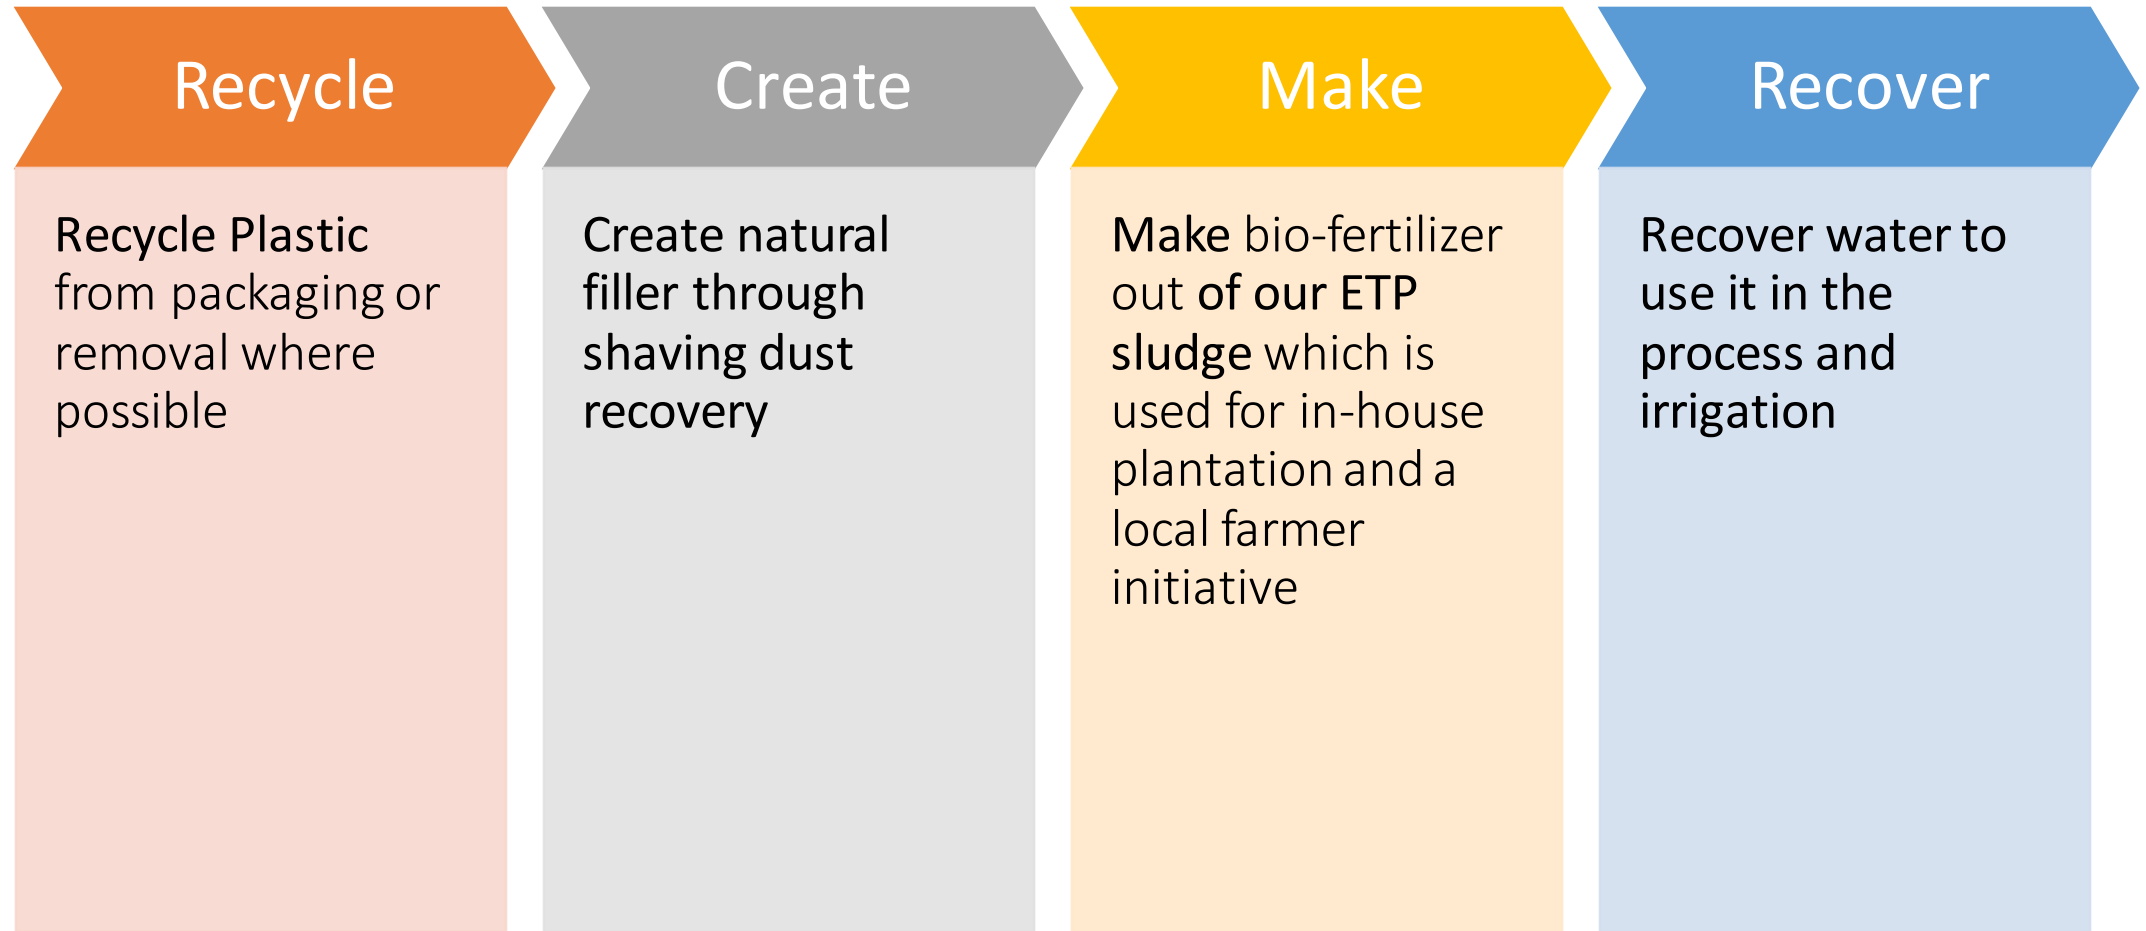 Recycle
Recycle Plastic
from packaging or
removal where
possible
Create
Create natural
filler through
shaving dust
recovery
Make
Make bio-fertilizer
out of our ETP
sludge which is
used for in-house
plantation and a
local farmer
initiative
Recover
Recover water to
use it in the
process and
irrigation